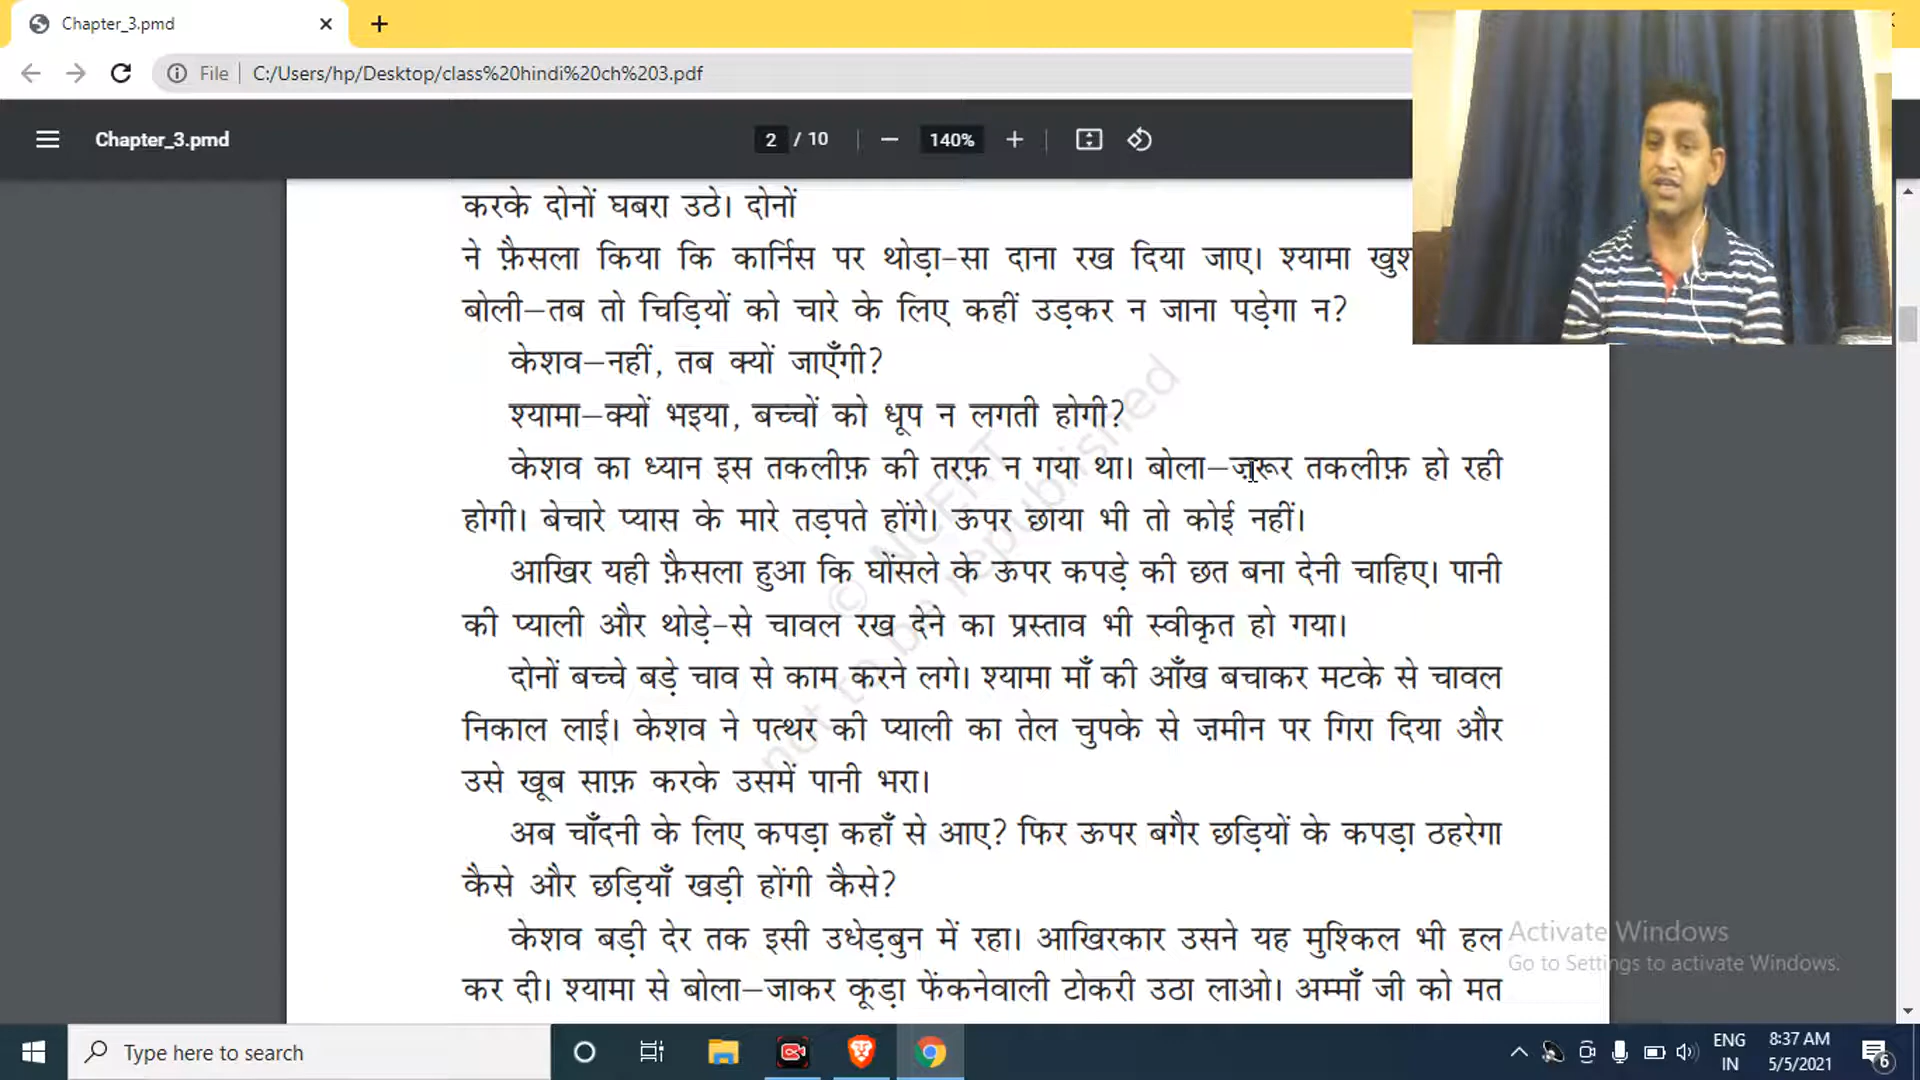 Chapter_3.pmd
File C:/Users/hp/Desktop/class%20hindi%20ch%203.pdf
Chapter_3.pmd 2 / 10 140%
करके दोनों घबरा उठे। दोनों
ने फ़ैसला किया कि कार्निस पर थोड़ा-सा दाना रख दिया जाए। श्यामा
बोली—तब तो चिड़ियों को चारे के लिए कहीं उड़कर न जाना पड़ेगा न?
केशव—नहीं, तब क्यों जाएँगी?
श्यामा—क्यों भइया, बच्चों को धूप न लगती होगी?
केशव का ध्यान इस तकलीफ़ की तरफ़ न गया था। बोला—ज़रूर तकलीफ़ हो रही
होगी। बेचारे प्यास के मारे तड़पते होंगे। ऊपर छाया भी तो कोई नहीं।
आखिर यही फ़ैसला हुआ कि घोंसले के ऊपर कपड़े की छत बना देनी चाहिए। पानी
की प्याली और थोड़े-से चावल रख देने का प्रस्ताव भी स्वीकृत हो गया।
दोनों बच्चे बड़े चाव से काम करने लगे। श्यामा माँ की आँख बचाकर मटके से चावल
निकाल लाई। केशव ने पत्थर की प्याली का तेल चुपके से ज़मीन पर गिरा दिया और
उसे खूब साफ़ करके उसमें पानी भरा।
अब चाँदनी के लिए कपड़ा कहाँ से आए? फिर ऊपर बगैर छड़ियों के कपड़ा ठहरेगा
कैसे और छड़ियाँ खड़ी होंगी कैसे?
केशव बड़ी देर तक इसी उधेड़बुन में रहा। आखिरकार उसने यह मुश्किल भी हल
कर दी। श्यामा से बोला—जाकर कूड़ा फेंकनेवाली टोकरी उठा लाओ। अम्माँ जी को मत
© NCERT
not to be republished
Activate Windows
Go to Settings to activate Windows.
Type here to search
ENG
IN
8:37 AM
5/5/2021
6